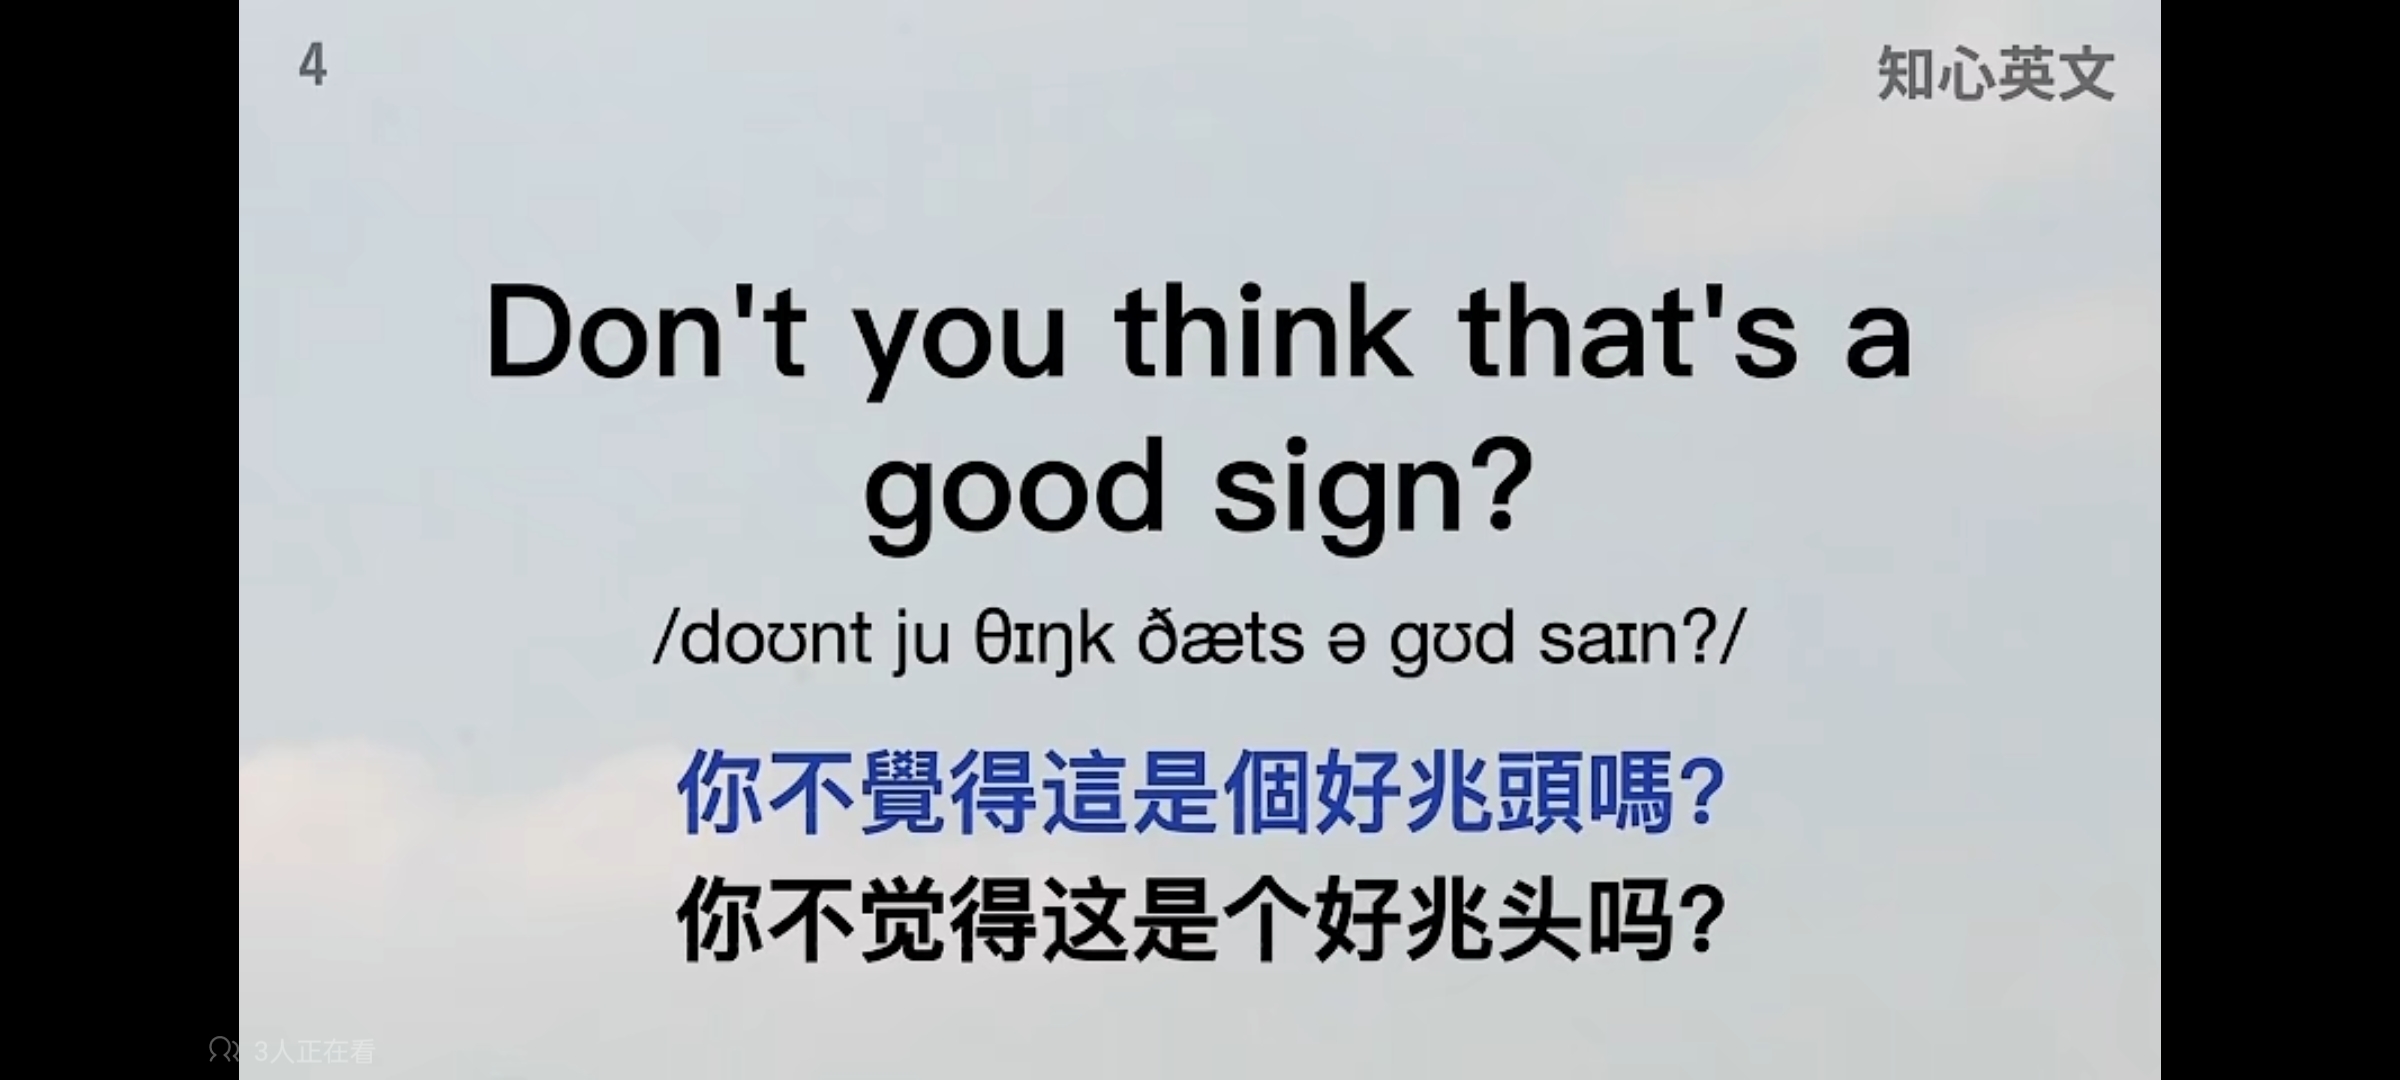 4
知心英文
Don't you think that's a
good sign?
/doʊnt ju θɪŋk ðæts ə gʊd saɪn?/
你不覺得這是個好兆頭嗎?
你不觉得这是个好兆头吗?
3人正在看